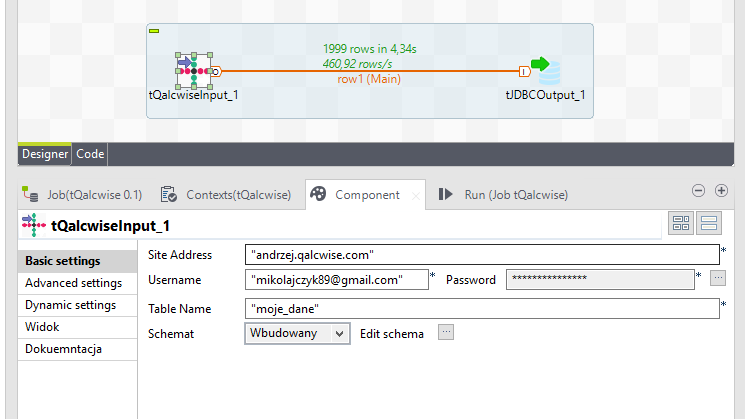 1999 rows in 4,34s
460,92 rows/s
row1 (Main)
tQalcwiseInput_1
tJDBCOutput_1
Designer
Code
Job(tQalcwise 0.1)
Contexts(tQalcwise)
Component
Run (Job tQalcwise)
tQalcwiseInput_1
Basic settings
Advanced settings
Dynamic settings
Widok
Dokuemntacja
Site Address "andrzej.qalcwise.com" *
Username "mikolajczyk89@gmail.com" * Password *************** * ...
Table Name "moje_dane" *
Schemat Wbudowany Edit schema ...